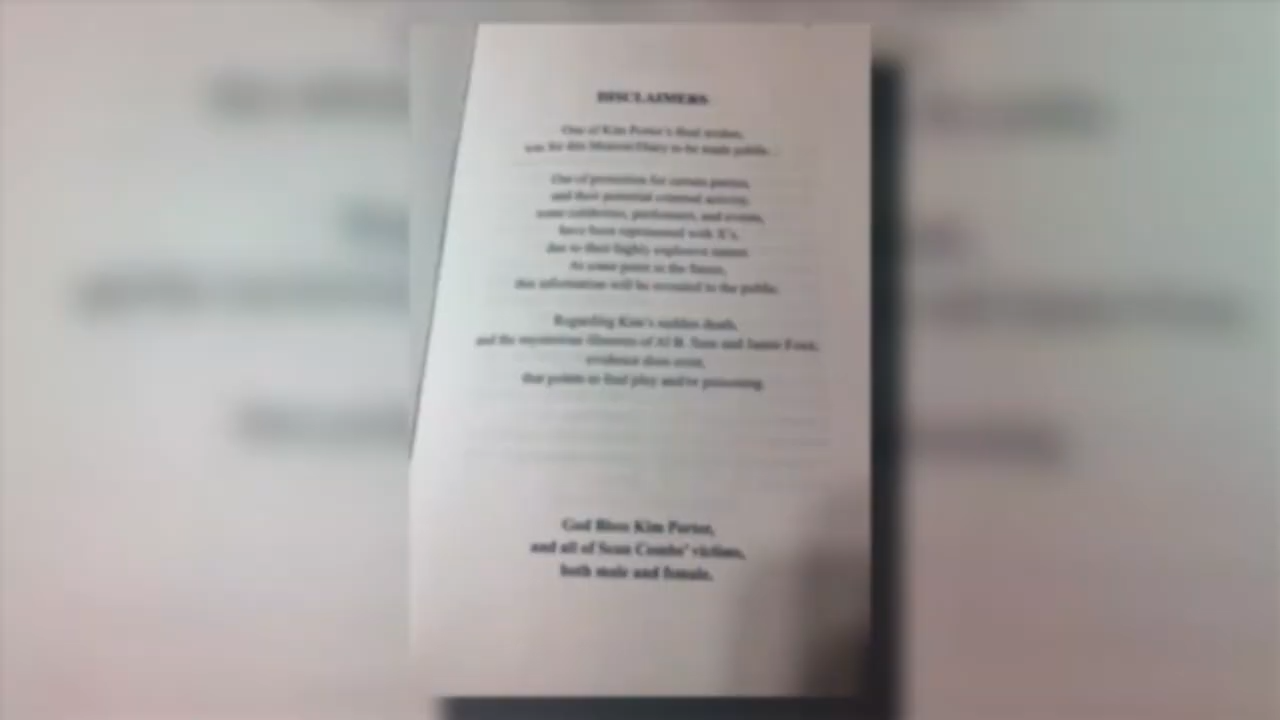 DISCLAIMERS
One of Kim Porter's final wishes,
was for this Memoir/Diary to be made public...
Out of protection for certain parties,
and their potential criminal activity,
some celebrities, performers, and events,
have been represented with X's,
due to their highly explosive nature.
At some point in the future,
this information will be revealed to the public.
Regarding Kim's sudden death,
and the mysterious illnesses of Al B. Sure and Jamie Foxx;
evidence does exist,
that points to foul play and/or poisoning.
God Bless Kim Porter,
and all of Sean Combs' victims,
both male and female.